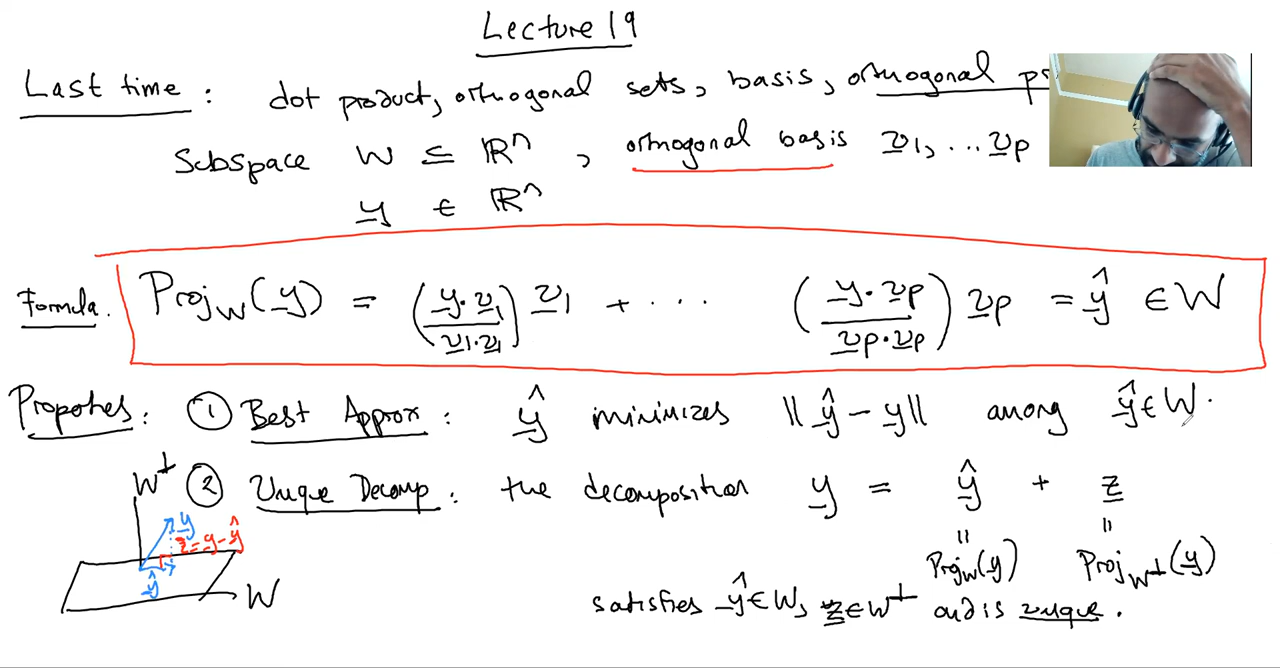 Lecture 19
Last time : dot product, orthogonal sets, basis, orthogonal
Subspace W ⊆ ℝⁿ , orthogonal basis v1, ... vp
y ∈ ℝⁿ
Formula. Proj_W(y) = (y·v1 / v1·v1) v1 + ··· (y·vp / vp·vp) vp = ŷ ∈ W
Properties : ① Best Approx : ŷ minimizes ‖ŷ - y‖ among ŷ ∈ W.
② Unique Decomp : the decomposition y = ŷ + z
W⊥
y
z = y - ŷ
ŷ
W
॥ ॥
Proj_W(y) Proj_W⊥(y)
satisfies ŷ ∈ W, z ∈ W⊥ and is unique.